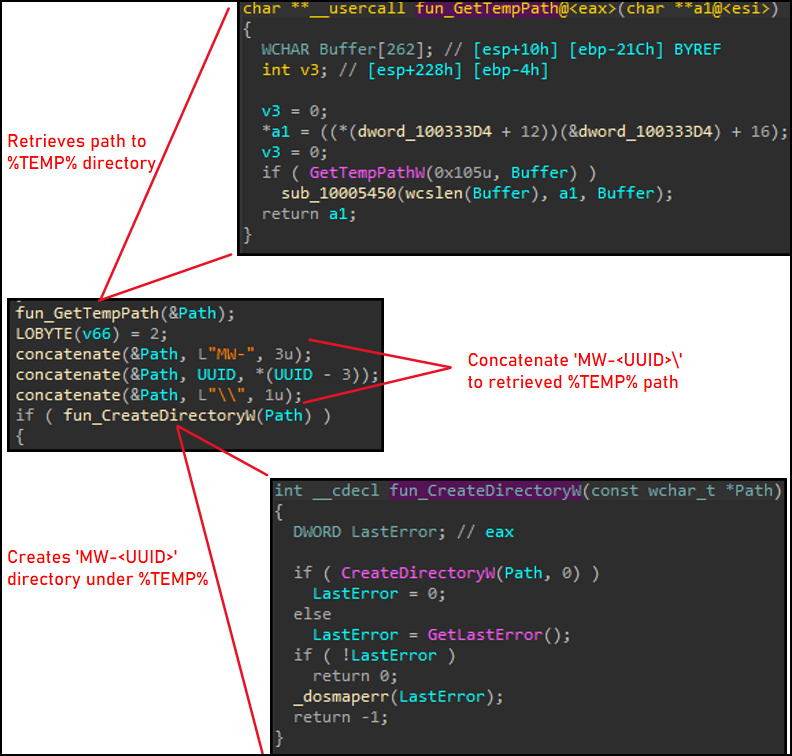 char **__usercall fun_GetTempPath@<eax>(char **a1@<esi>)
{
WCHAR Buffer[262]; // [esp+10h] [ebp-21Ch] BYREF
int v3; // [esp+228h] [ebp-4h]
v3 = 0;
*a1 = ((*(dword_100333D4 + 12))(&dword_100333D4) + 16);
v3 = 0;
if ( GetTempPathW(0x105u, Buffer) )
sub_10005450(wcslen(Buffer), a1, Buffer);
return a1;
}
Retrieves path to
%TEMP% directory
fun_GetTempPath(&Path);
LOBYTE(v66) = 2;
concatenate(&Path, L"MW-", 3u);
concatenate(&Path, UUID, *(UUID - 3));
concatenate(&Path, L"\\", 1u);
if ( fun_CreateDirectoryW(Path) )
{
Concatenate 'MW-<UUID>\'
to retrieved %TEMP% path
Creates 'MW-<UUID>'
directory under %TEMP%
int __cdecl fun_CreateDirectoryW(const wchar_t *Path)
{
DWORD LastError; // eax
if ( CreateDirectoryW(Path, 0) )
LastError = 0;
else
LastError = GetLastError();
if ( !LastError )
return 0;
_dosmaperr(LastError);
return -1;
}